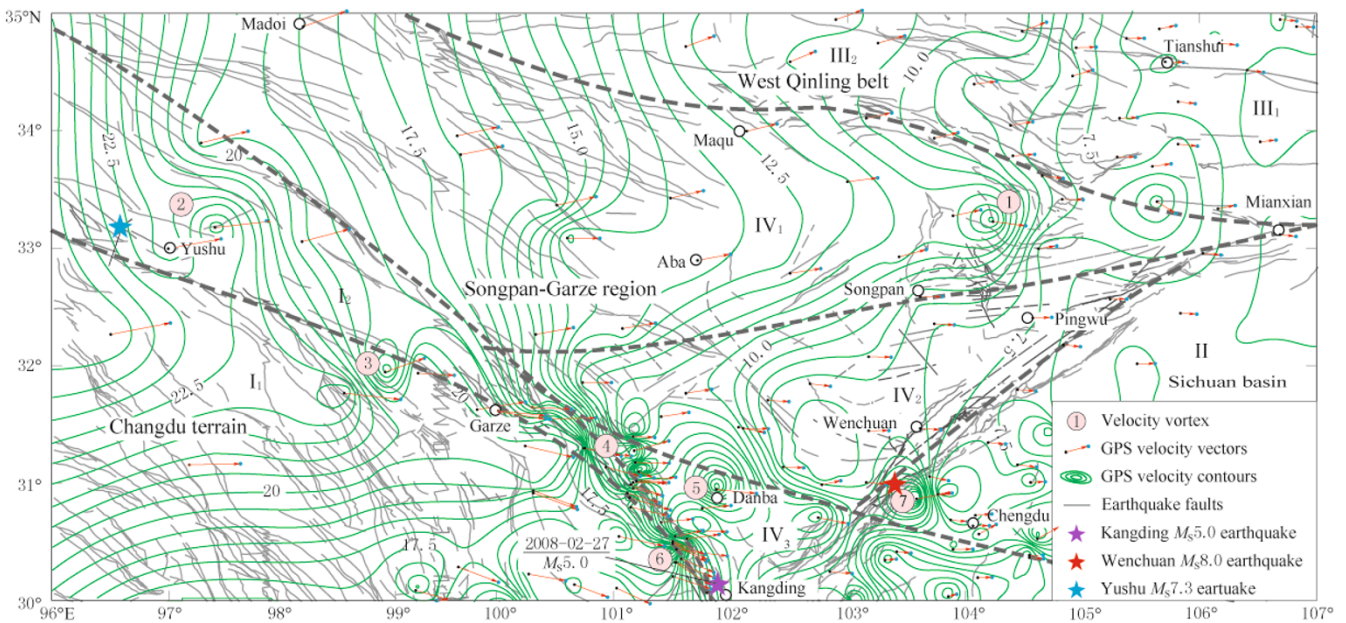 35°N
34°
33°
32°
31°
30°
96°E
97
98
99
100
101
102
103
104
105
106
107°
Madoi
Tianshui
III₂
West Qinling belt
10.0
III₁
22.5
20
17.5
15.0
Maqu
12.5
7.5
2
1
Mianxian
Yushu
IV₁
Aba
I₂
Songpan-Garze region
Songpan
Pingwu
7.5
3
10.0
II
Sichuan basin
I₁
22.5
20
IV₂
Changdu terrain
Garze
Wenchuan
4
7.5
20
5
Danba
7
17.5
Chengdu
17.5
2008-02-27
Mₛ5.0
IV₃
6
Kangding
1 Velocity vortex
GPS velocity vectors
GPS velocity contours
Earthquake faults
Kangding Mₛ5.0 earthquake
Wenchuan Mₛ8.0 earthquake
Yushu Mₛ7.3 eartuake